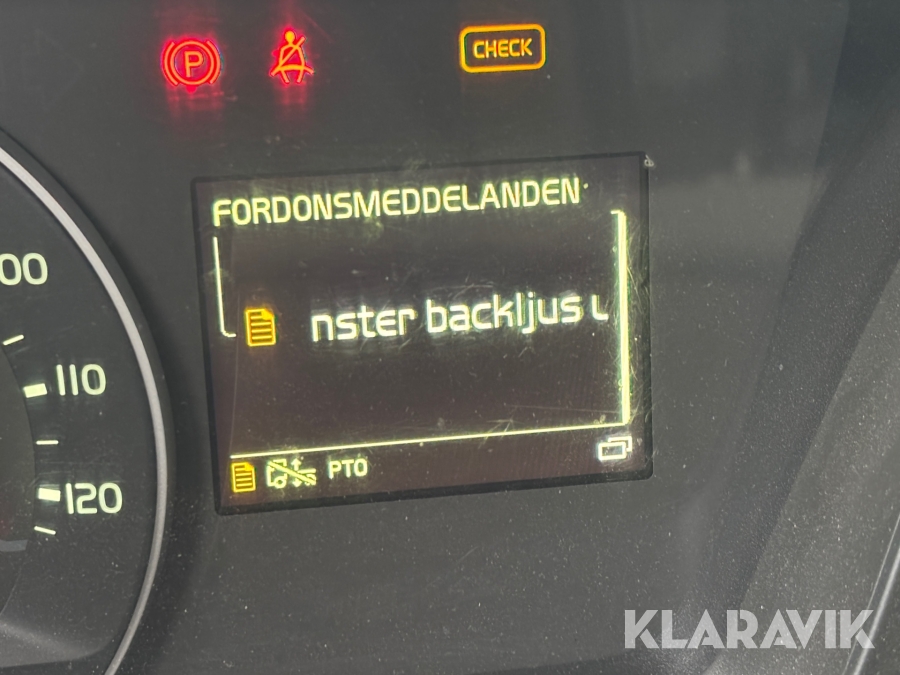 P
CHECK
FORDONSMEDDELANDEN
nster backljus u
00
110
120
PTO
KLARAVIK